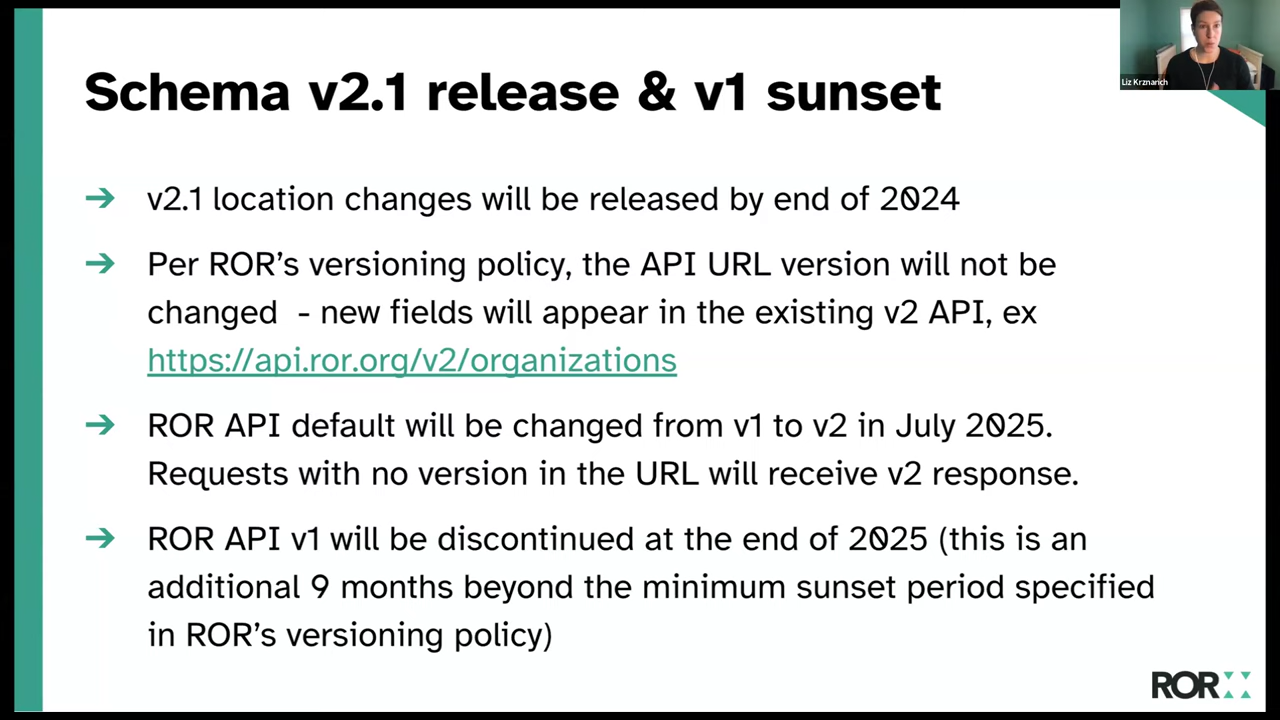 Schema v2.1 release & v1 sunset
Liz Krznarich
➔ v2.1 location changes will be released by end of 2024
➔ Per ROR’s versioning policy, the API URL version will not be
changed  - new fields will appear in the existing v2 API, ex
https://api.ror.org/v2/organizations
➔ ROR API default will be changed from v1 to v2 in July 2025.
Requests with no version in the URL will receive v2 response.
➔ ROR API v1 will be discontinued at the end of 2025 (this is an
additional 9 months beyond the minimum sunset period specified
in ROR’s versioning policy)
ROR